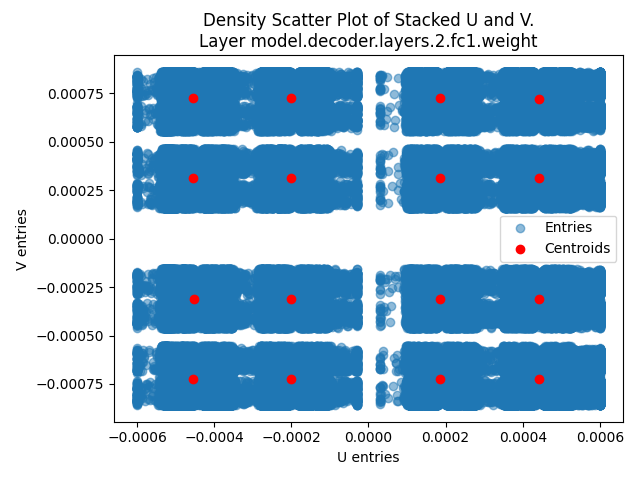 Density Scatter Plot of Stacked U and V.
Layer model.decoder.layers.2.fc1.weight
V entries
0.00075
0.00050
0.00025
0.00000
−0.00025
−0.00050
−0.00075
Entries
Centroids
−0.0006 −0.0004 −0.0002 0.0000 0.0002 0.0004 0.0006
U entries